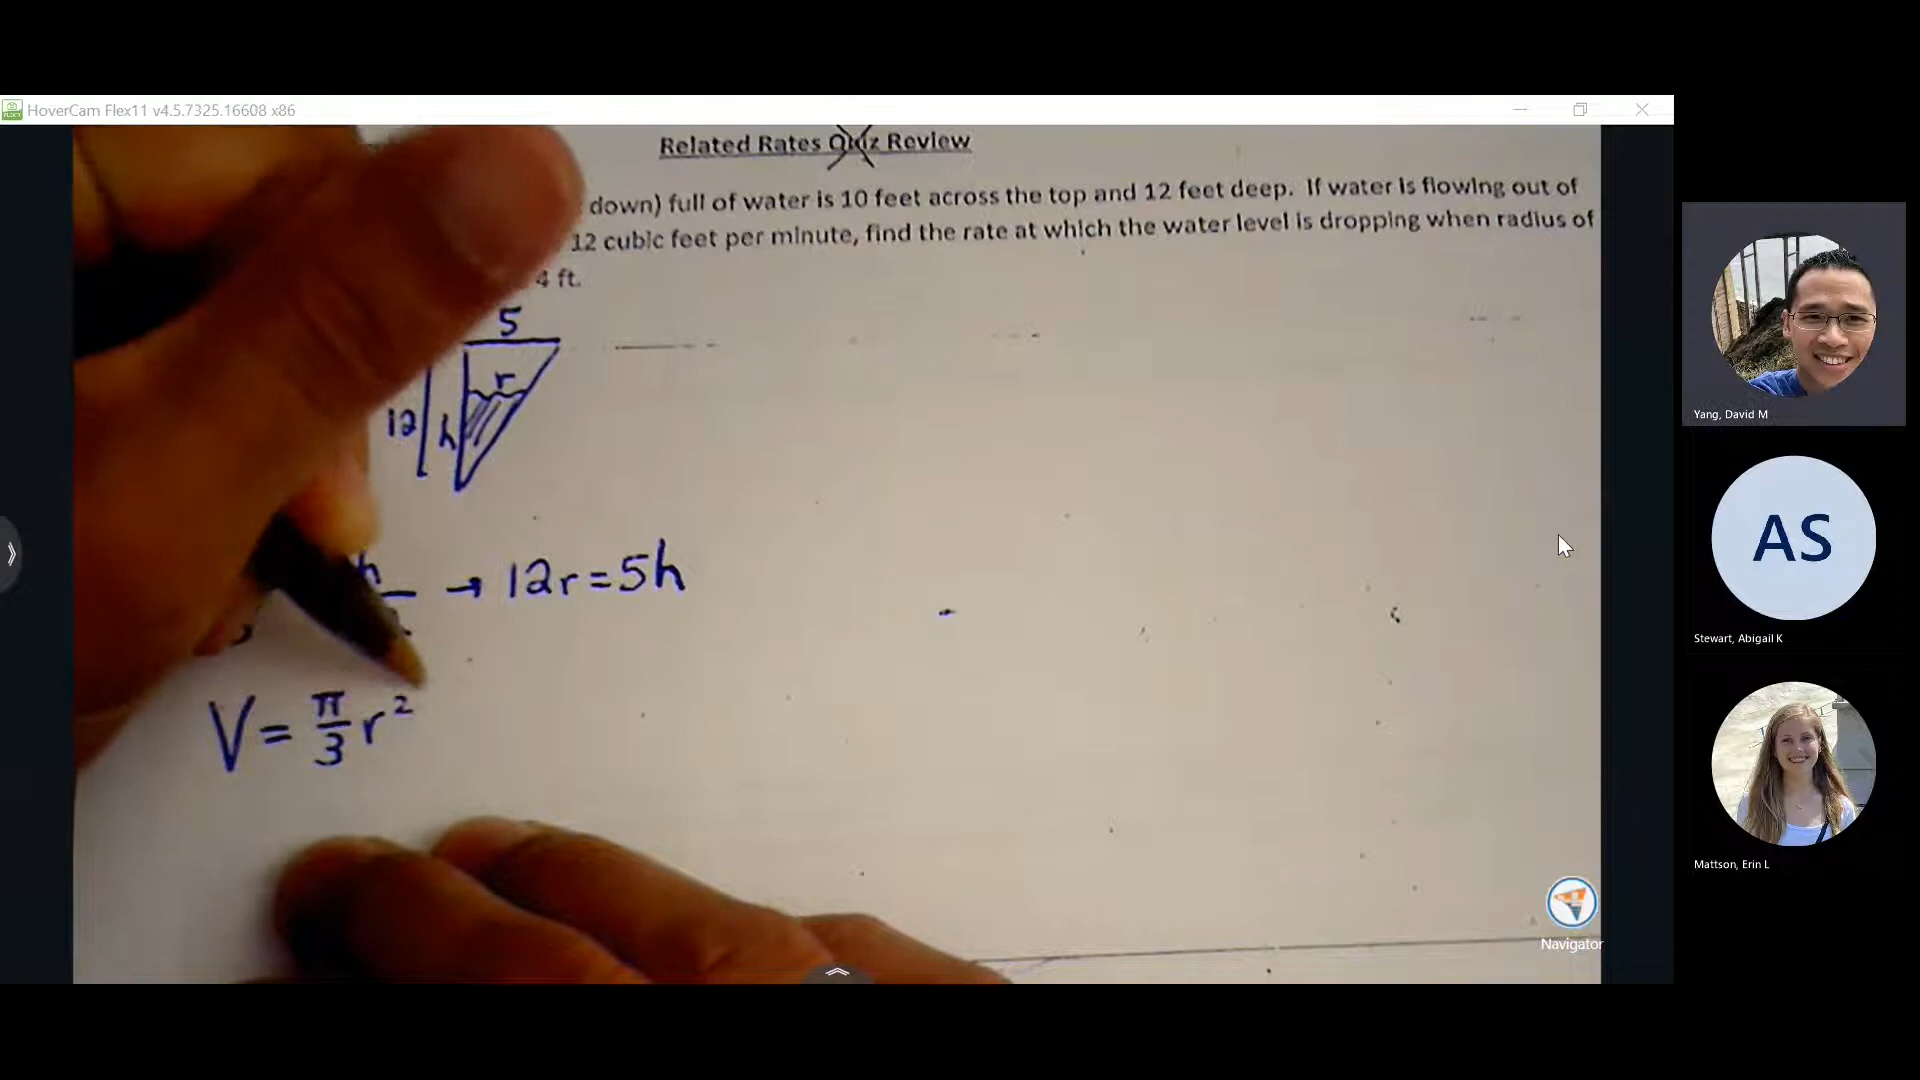 HoverCam Flex11 v4.5.7325.16608 x86
Related Rates Quiz Review
down) full of water is 10 feet across the top and 12 feet deep. If water is flowing out of
12 cubic feet per minute, find the rate at which the water level is dropping when radius of
4 ft.
5
r
12
h
h
→ 12r = 5h
V = π/3 r²
Yang, David M
AS
Stewart, Abigail K
Mattson, Erin L
Navigator